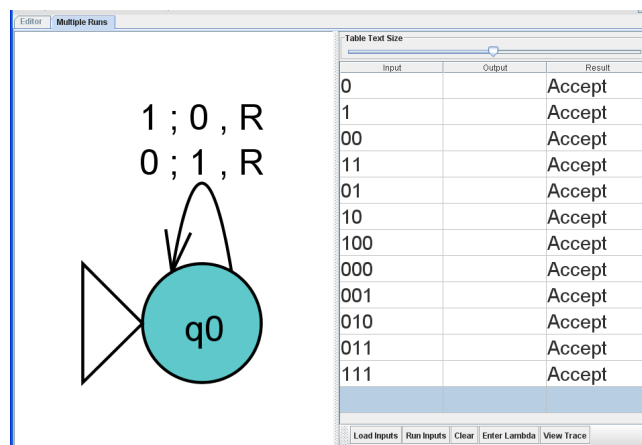 Editor Multiple Runs
Table Text Size
Input Output Result
1 ; 0 , R
0 ; 1 , R
q0
0 Accept
1 Accept
00 Accept
11 Accept
01 Accept
10 Accept
100 Accept
000 Accept
001 Accept
010 Accept
011 Accept
111 Accept
Load Inputs Run Inputs Clear Enter Lambda View Trace